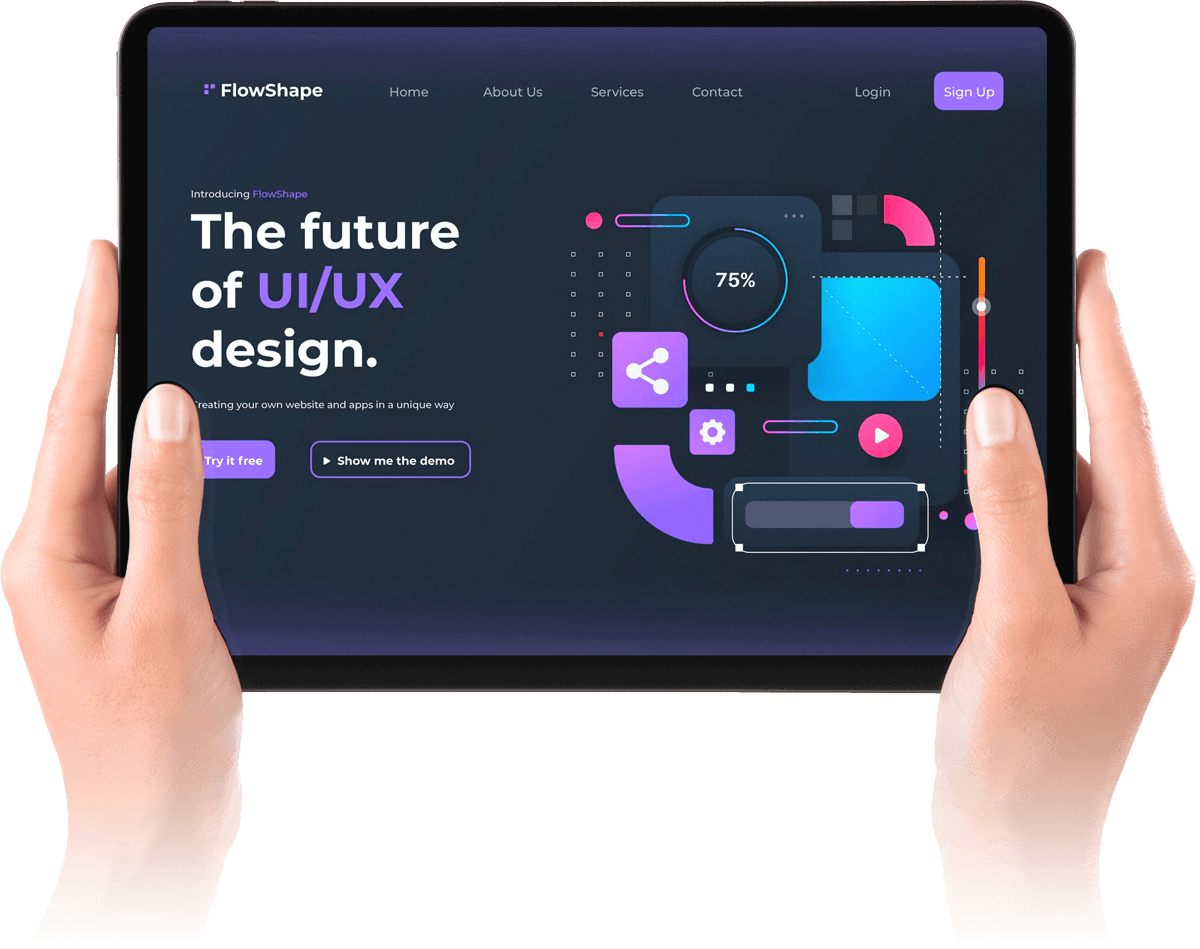 FlowShape
Home
About Us
Services
Contact
Login
Sign Up
Introducing FlowShape
The future
of UI/UX
design.
Creating your own website and apps in a unique way
75%
Try it free
Show me the demo